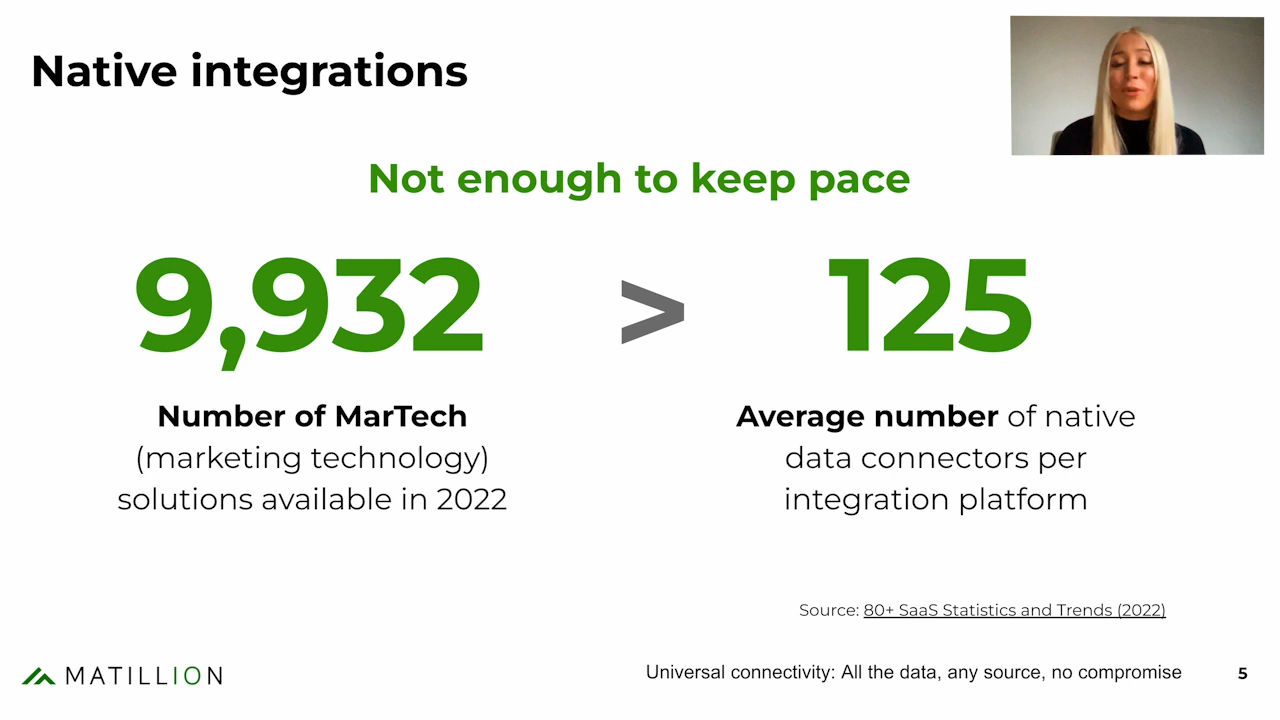 Native integrations
Not enough to keep pace
9,932
>
125
Number of MarTech
(marketing technology)
solutions available in 2022
Average number of native
data connectors per
integration platform
Source: 80+ SaaS Statistics and Trends (2022)
MATILLION
Universal connectivity: All the data, any source, no compromise
5